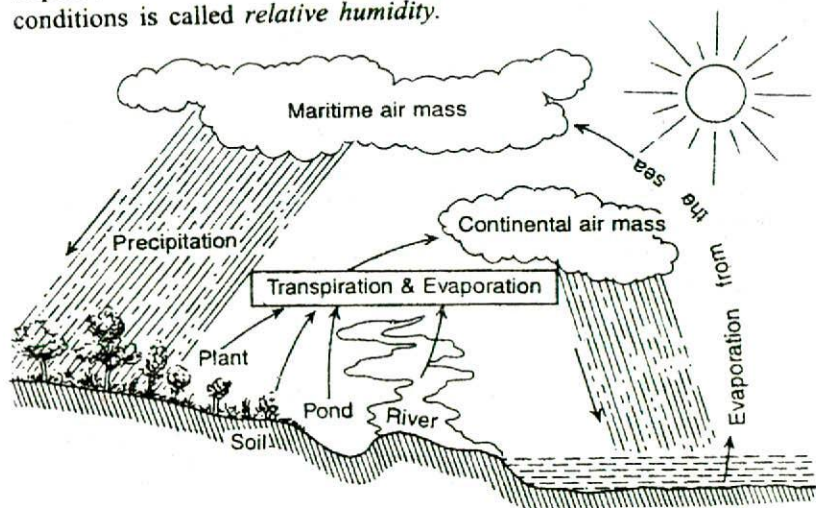 conditions is called relative humidity.
Maritime air mass
Continental air mass
Precipitation
Transpiration & Evaporation
Plant
Pond
River
Soil
Evaporation from the sea